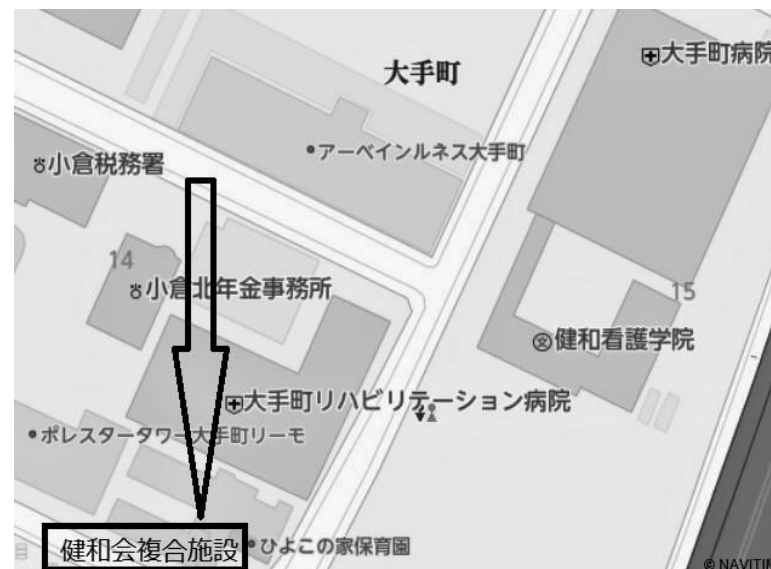 大手町
大手町病院
アーベインルネス大手町
小倉税務署
14
小倉北年金事務所
15
健和看護学院
大手町リハビリテーション病院
ポレスタータワー大手町リーモ
健和会複合施設
ひよこの家保育園
© NAVITIM